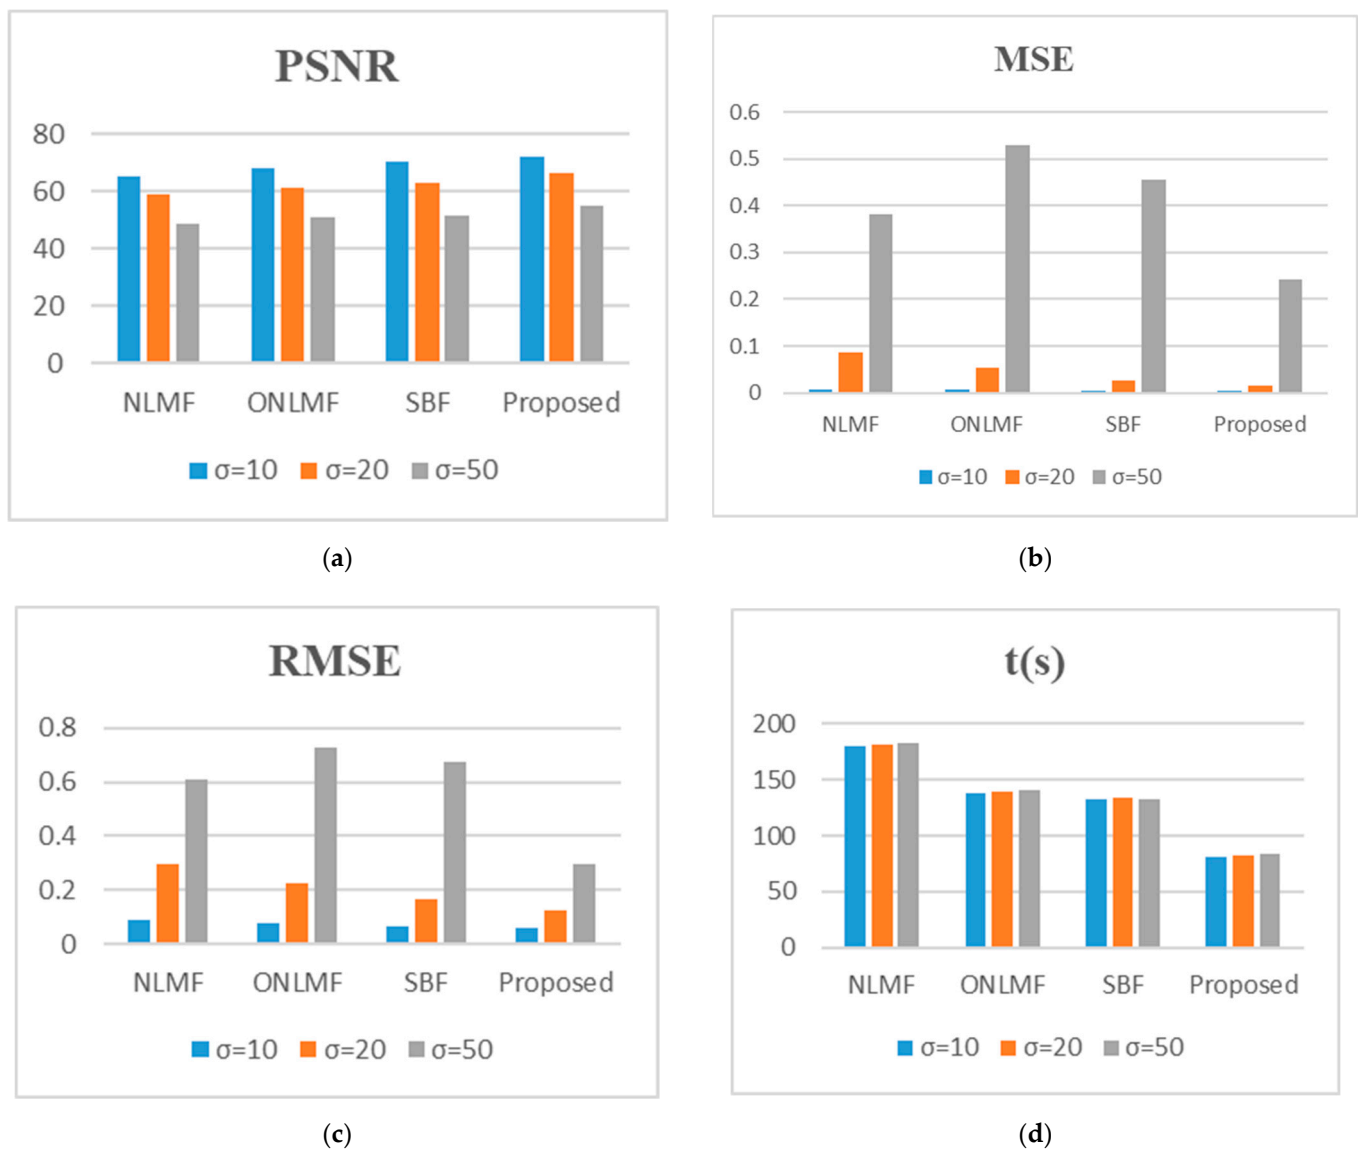 PSNR
80
60
40
20
0
NLMF ONLMF SBF Proposed
σ=10 σ=20 σ=50
(a)
MSE
0.6
0.5
0.4
0.3
0.2
0.1
0
NLMF ONLMF SBF Proposed
σ=10 σ=20 σ=50
(b)
RMSE
0.8
0.6
0.4
0.2
0
NLMF ONLMF SBF Proposed
σ=10 σ=20 σ=50
(c)
t(s)
200
150
100
50
0
NLMF ONLMF SBF Proposed
σ=10 σ=20 σ=50
(d)